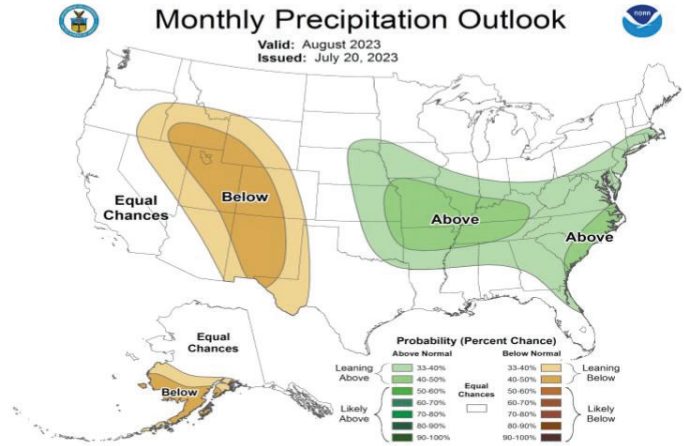 Monthly Precipitation Outlook
NOAA
Valid: August 2023
Issued: July 20, 2023
Equal
Chances
Below
Above
Above
Equal
Chances
Below
Probability (Percent Chance)
Above Normal
Below Normal
Leaning
Above
33-40%
40-50%
50-60%
60-70%
70-80%
80-90%
90-100%
Likely
Above
Equal
Chances
33-40%
40-50%
50-60%
60-70%
70-80%
80-90%
90-100%
Leaning
Below
Likely
Below